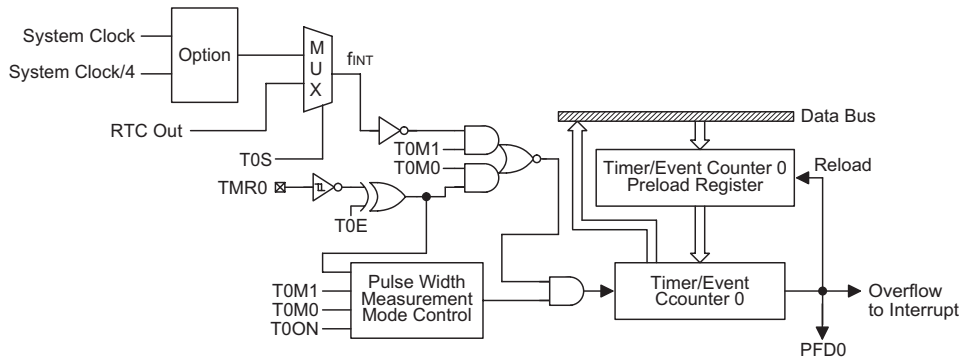 System Clock
System Clock/4
Option
M
U
X
fINT
RTC Out
T0S
TMR0
T0E
T0M1
T0M0
Data Bus
Timer/Event Counter 0
Preload Register
Reload
T0M1
T0M0
T0ON
Pulse Width
Measurement
Mode Control
Timer/Event
Ccounter 0
Overflow
to Interrupt
PFD0